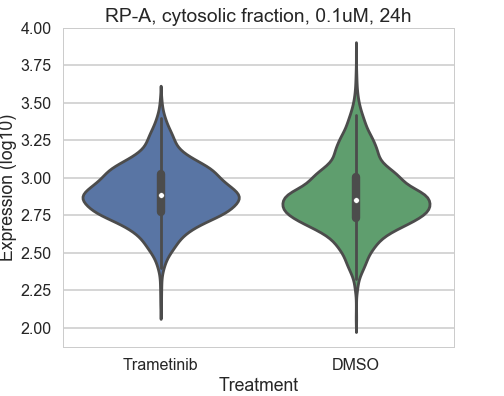 RP-A, cytosolic fraction, 0.1uM, 24h
4.00
3.75
3.50
3.25
3.00
2.75
2.50
2.25
2.00
Expression (log10)
Trametinib DMSO
Treatment